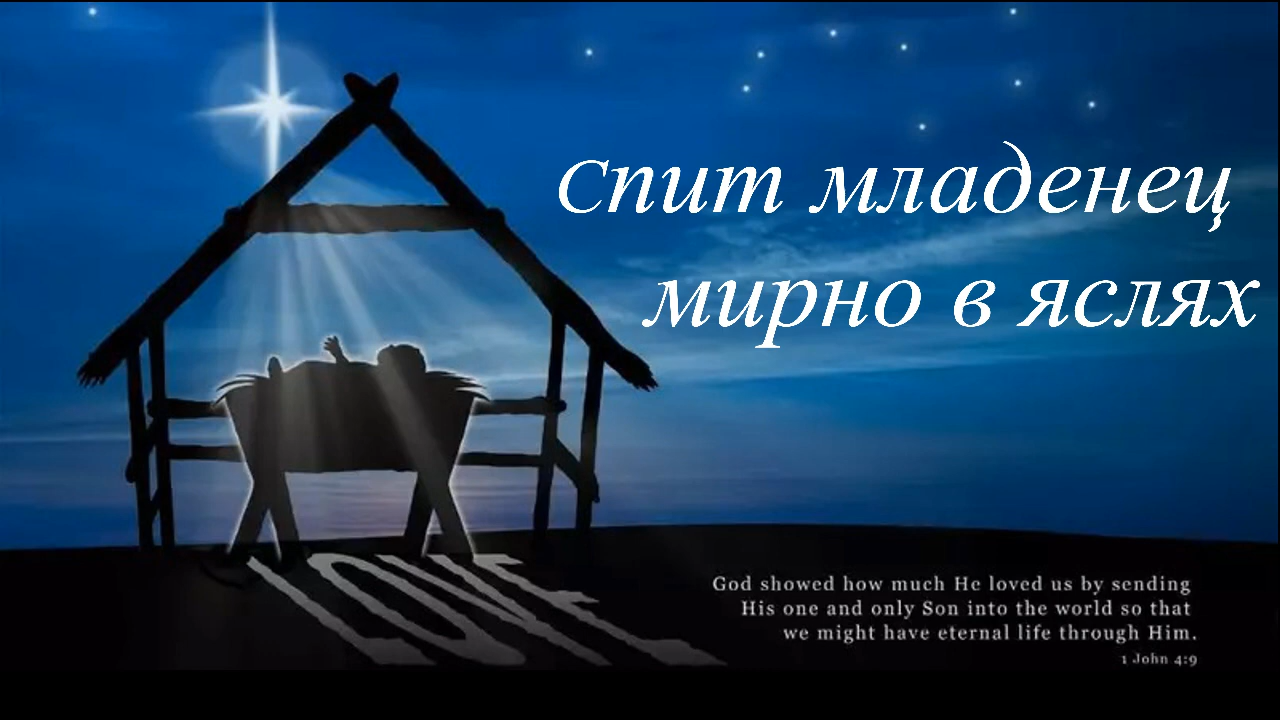 Спит младенец
мирно в яслях
LOVE
God showed how much He loved us by sending
His one and only Son into the world so that
we might have eternal life through Him.
1 John 4:9